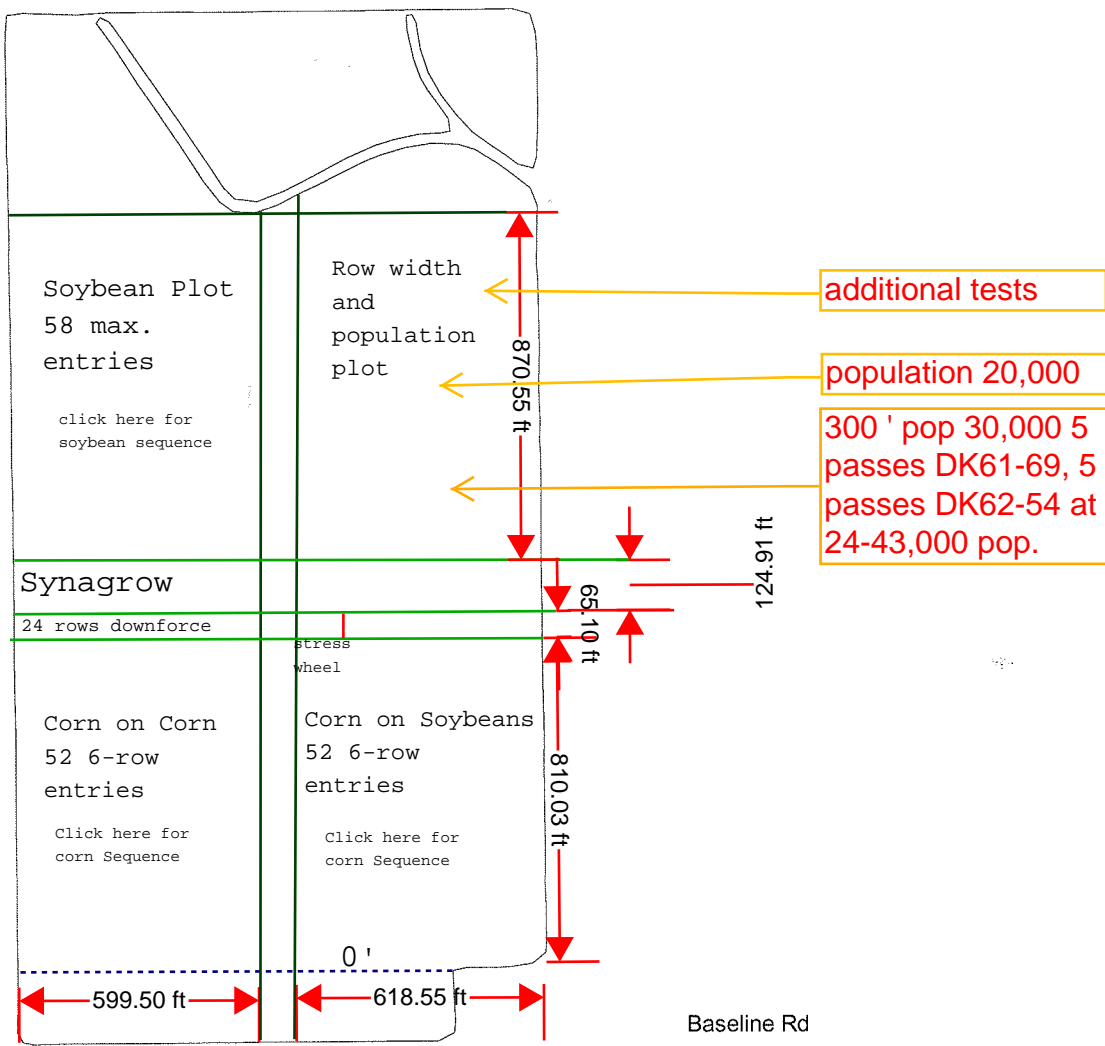 Soybean Plot
58 max.
entries
click here for
soybean sequence
Row width
and
population
plot
870.55 ft
additional tests
population 20,000
300 ' pop 30,000 5
passes DK61-69, 5
passes DK62-54 at
24-43,000 pop.
124.91 ft
Synagrow
65.10 ft
24 rows downforce
stress
wheel
Corn on Corn
52 6-row
entries
Click here for
corn Sequence
Corn on Soybeans
52 6-row
entries
Click here for
corn Sequence
810.03 ft
0 '
599.50 ft
618.55 ft
Baseline Rd